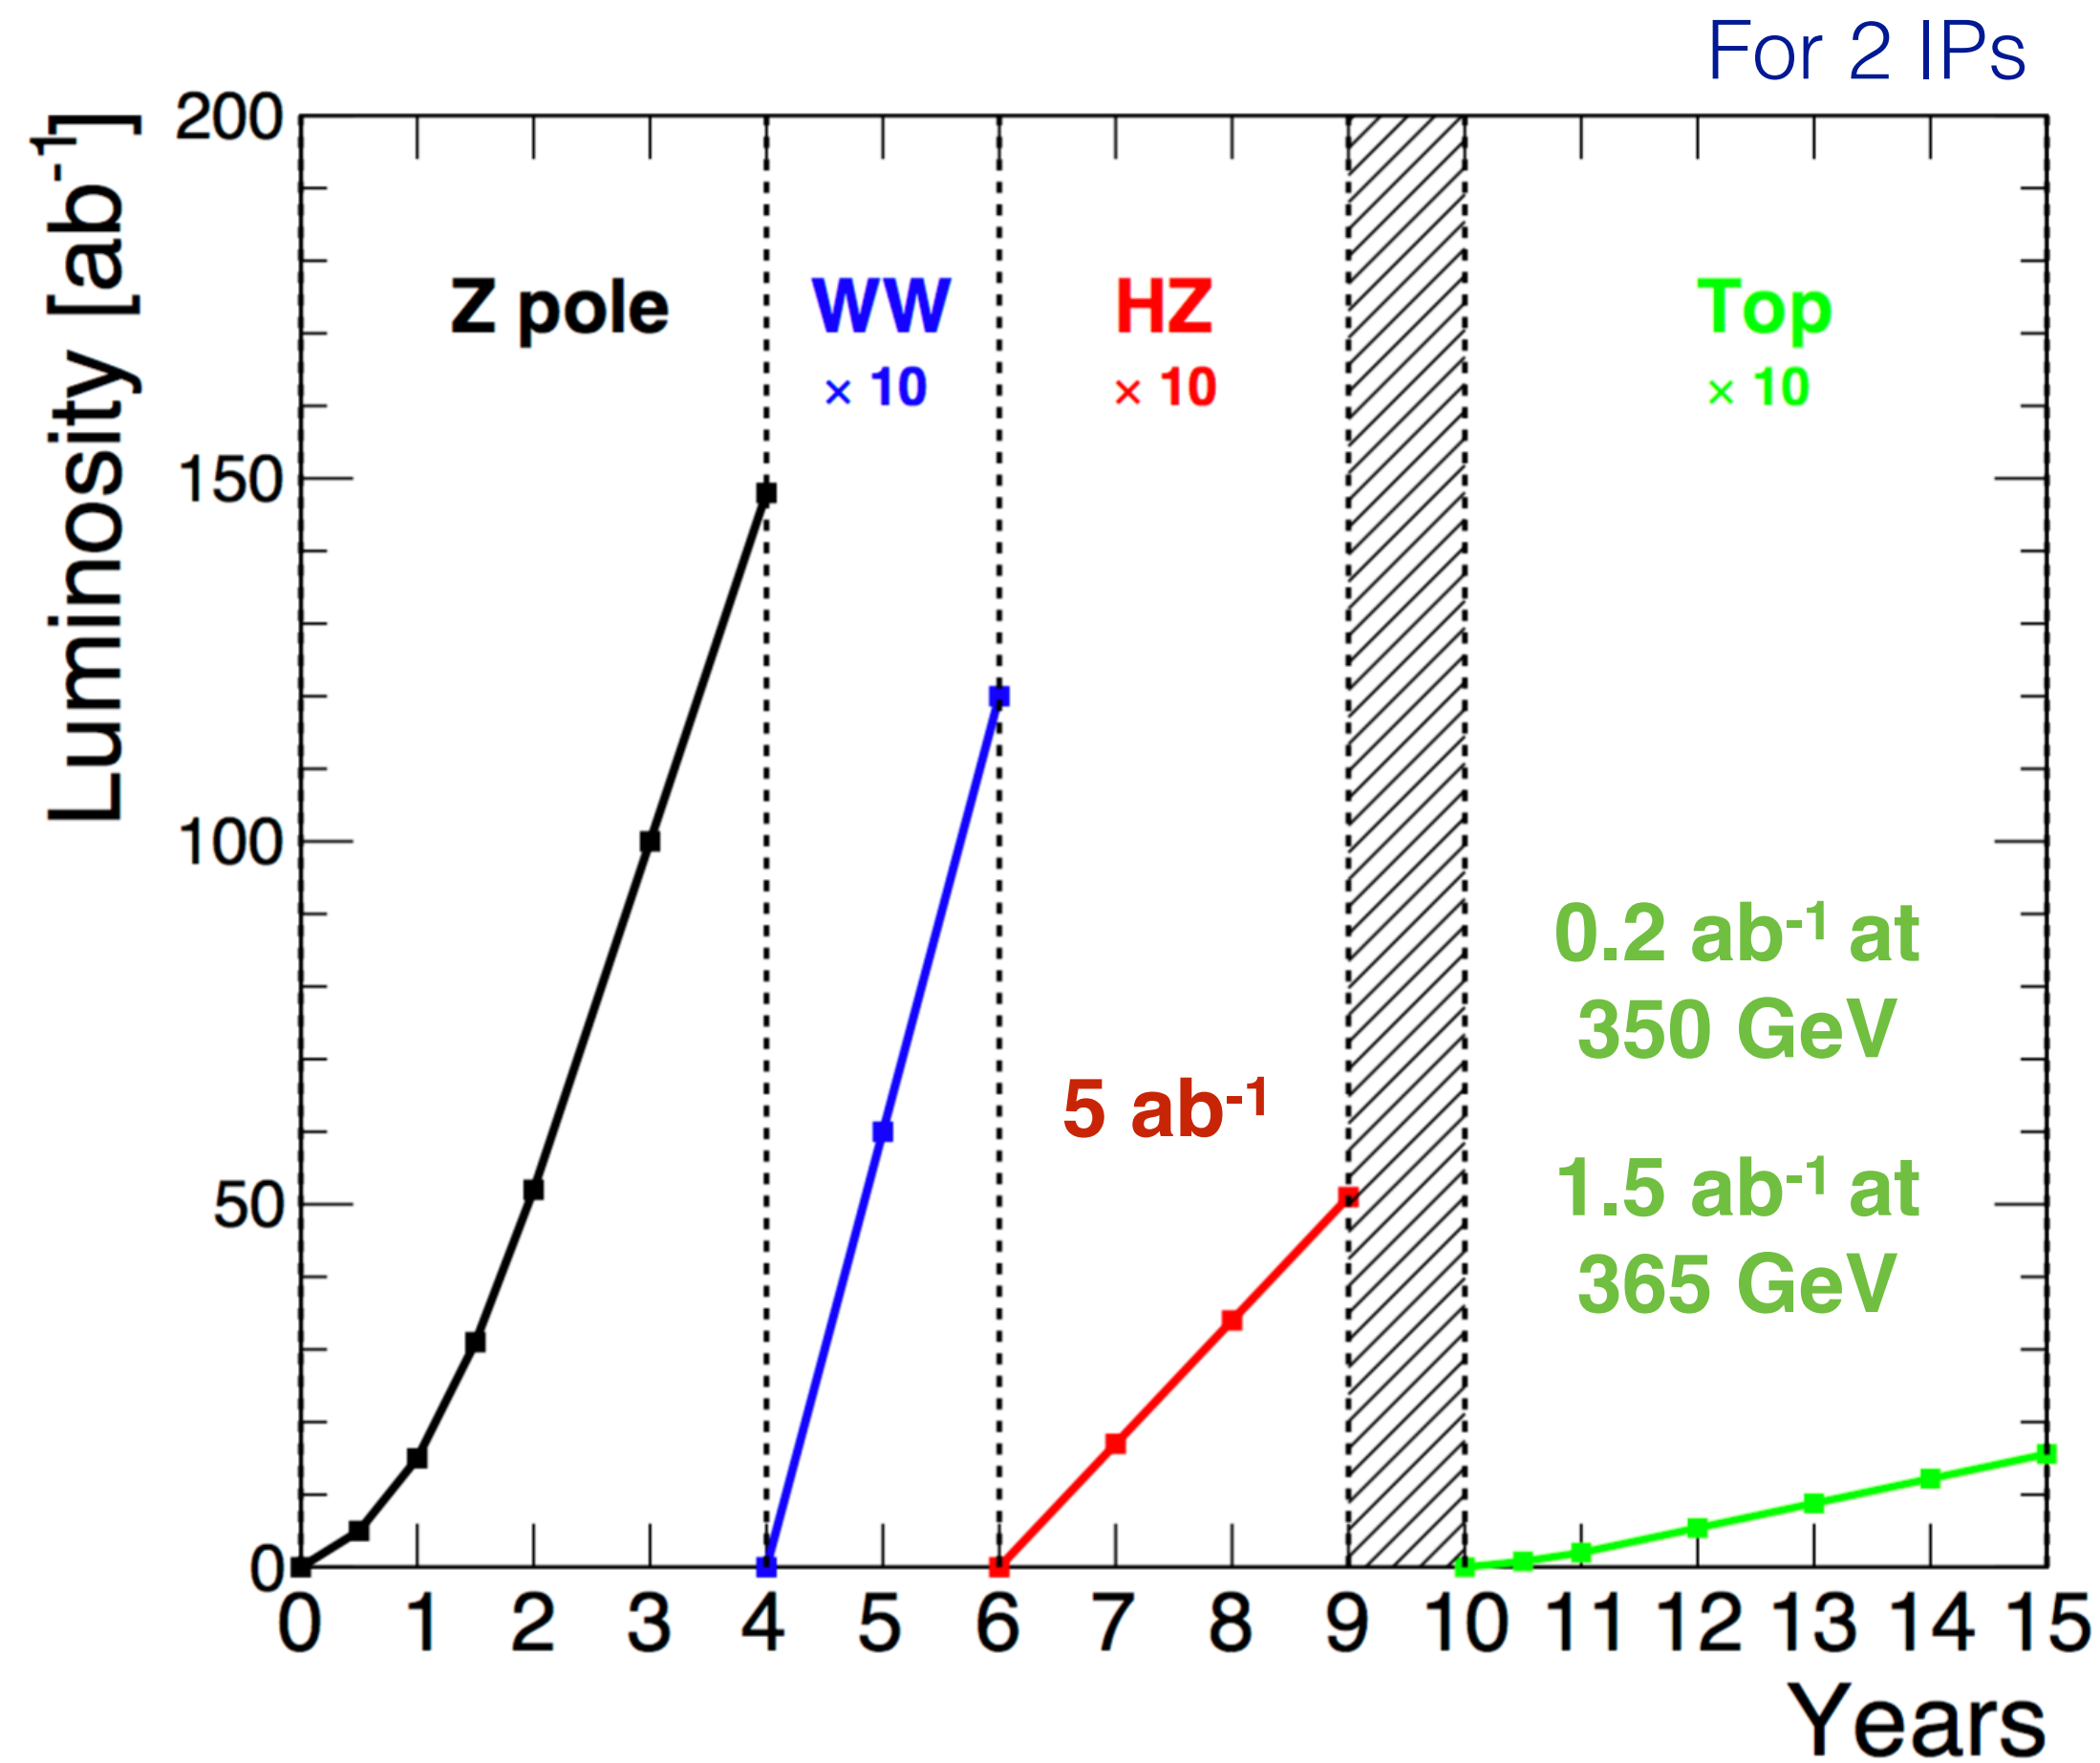 For 2 IPs
Luminosity [ab⁻¹]
200
150
100
50
0
Z pole
WW
× 10
HZ
× 10
Top
× 10
5 ab⁻¹
0.2 ab⁻¹ at
350 GeV
1.5 ab⁻¹ at
365 GeV
0 1 2 3 4 5 6 7 8 9 10 11 12 13 14 15
Years